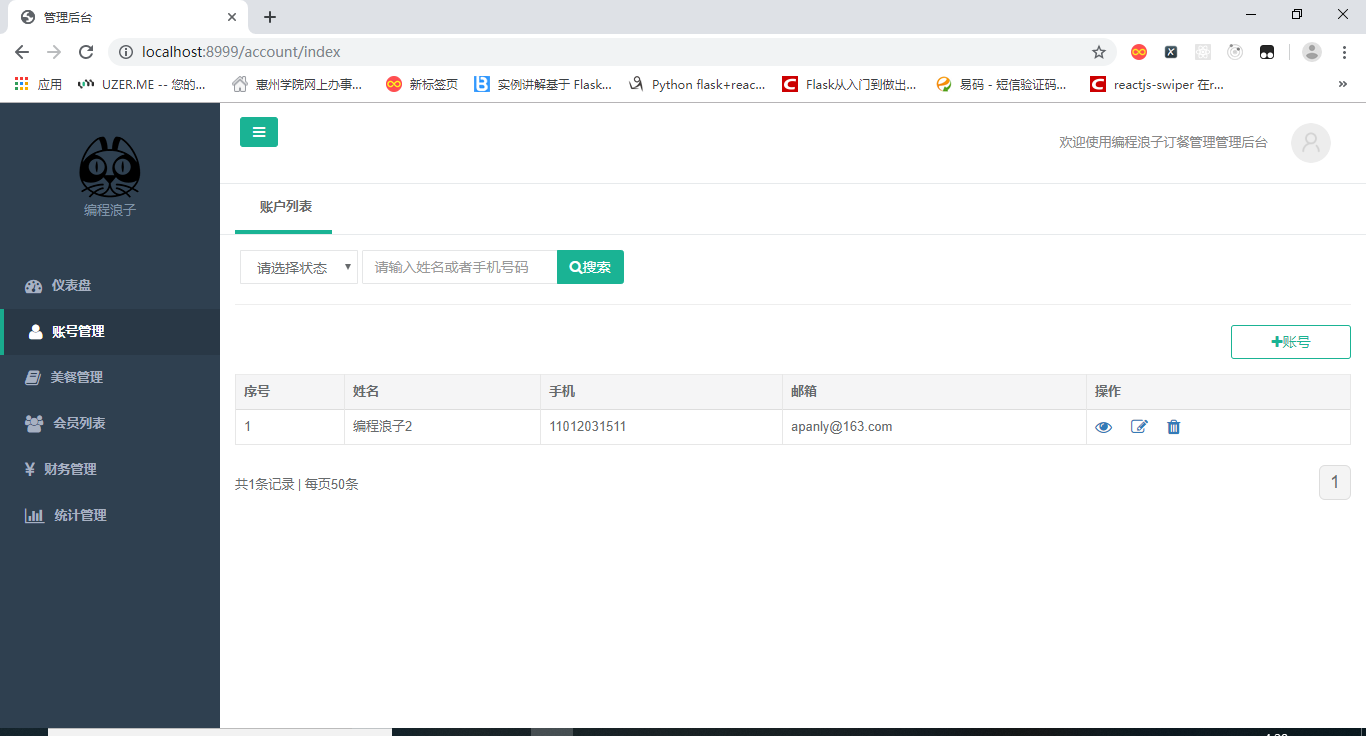 管理后台
localhost:8999/account/index
应用 UZER.ME -- 您的... 惠州学院网上办事... 新标签页 实例讲解基于 Flask... Python flask+reac... Flask从入门到做出... 易码 - 短信验证码... reactjs-swiper 在r... »
编程浪子
仪表盘
账号管理
美餐管理
会员列表
¥ 财务管理
统计管理
欢迎使用编程浪子订餐管理管理后台
账户列表
请选择状态 请输入姓名或者手机号码 搜索
+账号
序号 姓名 手机 邮箱 操作
1 编程浪子2 11012031511 apanly@163.com
共1条记录 | 每页50条 1